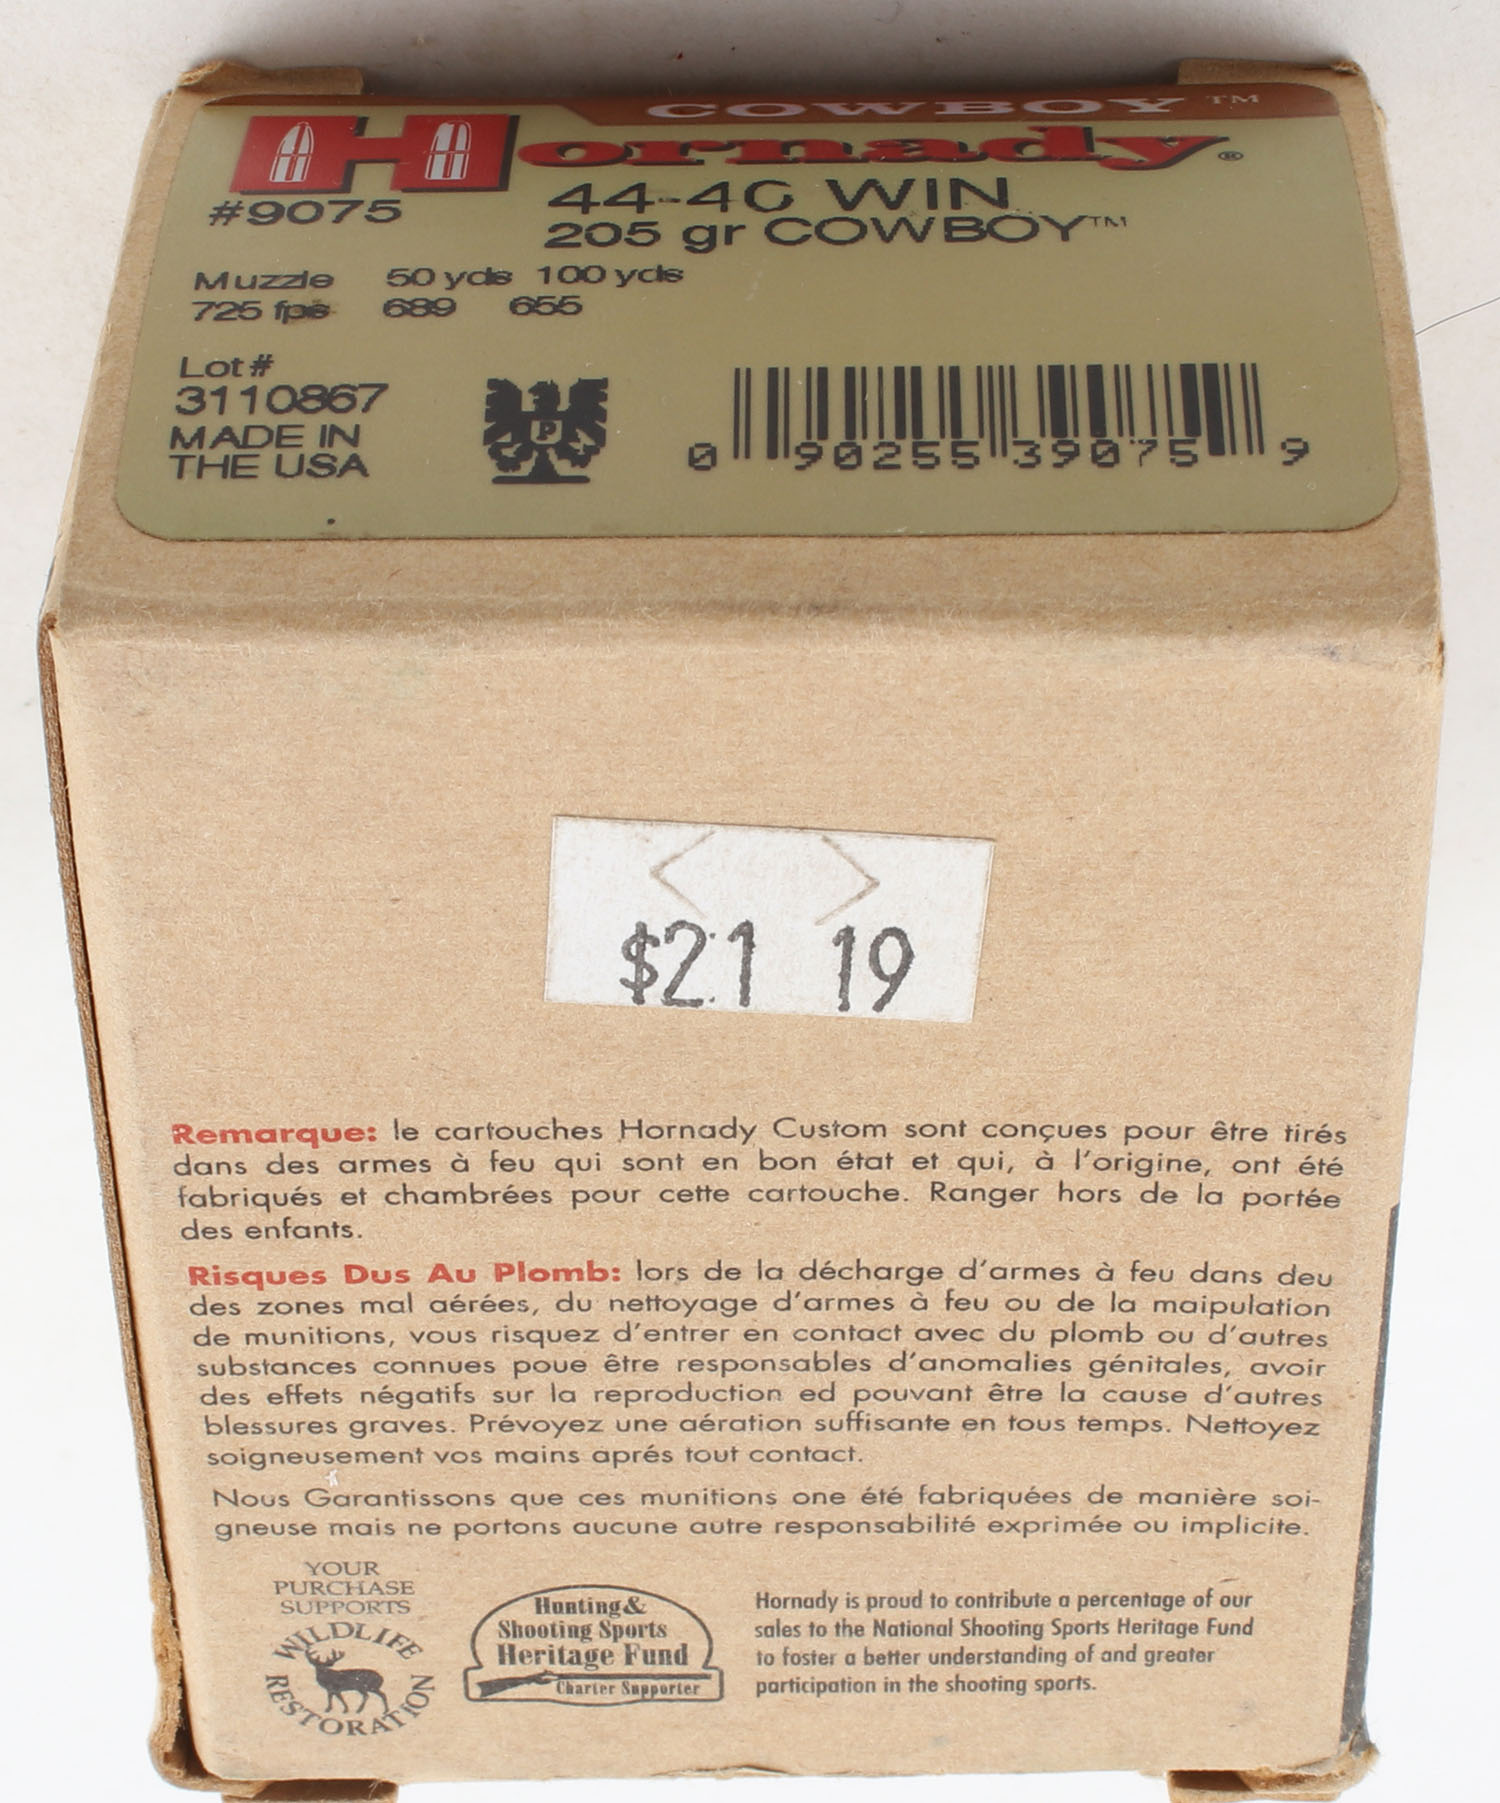 COWBOY™
Hornady®
#9075
44-40 WIN
205 gr COWBOY™
Muzzle 50 yds 100 yds
725 fps 689 655
Lot#
3110867
MADE IN
THE USA
P
0 90255 39075 9
$21 19
Remarque: le cartouches Hornady Custom sont conçues pour être tirés
dans des armes à feu qui sont en bon état et qui, à l'origine, ont été
fabriqués et chambrées pour cette cartouche. Ranger hors de la portée
des enfants.
Risques Dus Au Plomb: lors de la décharge d'armes à feu dans deu
des zones mal aérées, du nettoyage d'armes à feu ou de la maipulation
de munitions, vous risquez d'entrer en contact avec du plomb ou d'autres
substances connues poue être responsables d'anomalies génitales, avoir
des effets négatifs sur la reproduction ed pouvant être la cause d'autres
blessures graves. Prévoyez une aération suffisante en tous temps. Nettoyez
soigneusement vos mains aprés tout contact.
Nous Garantissons que ces munitions one été fabriquées de manière soi-
gneuse mais ne portons aucune autre responsabilité exprimée ou implicite.
YOUR
PURCHASE
SUPPORTS
WILDLIFE
RESTORATION
Hunting &
Shooting Sports
Heritage Fund
Charter Supporter
Hornady is proud to contribute a percentage of our
sales to the National Shooting Sports Heritage Fund
to foster a better understanding of and greater
participation in the shooting sports.